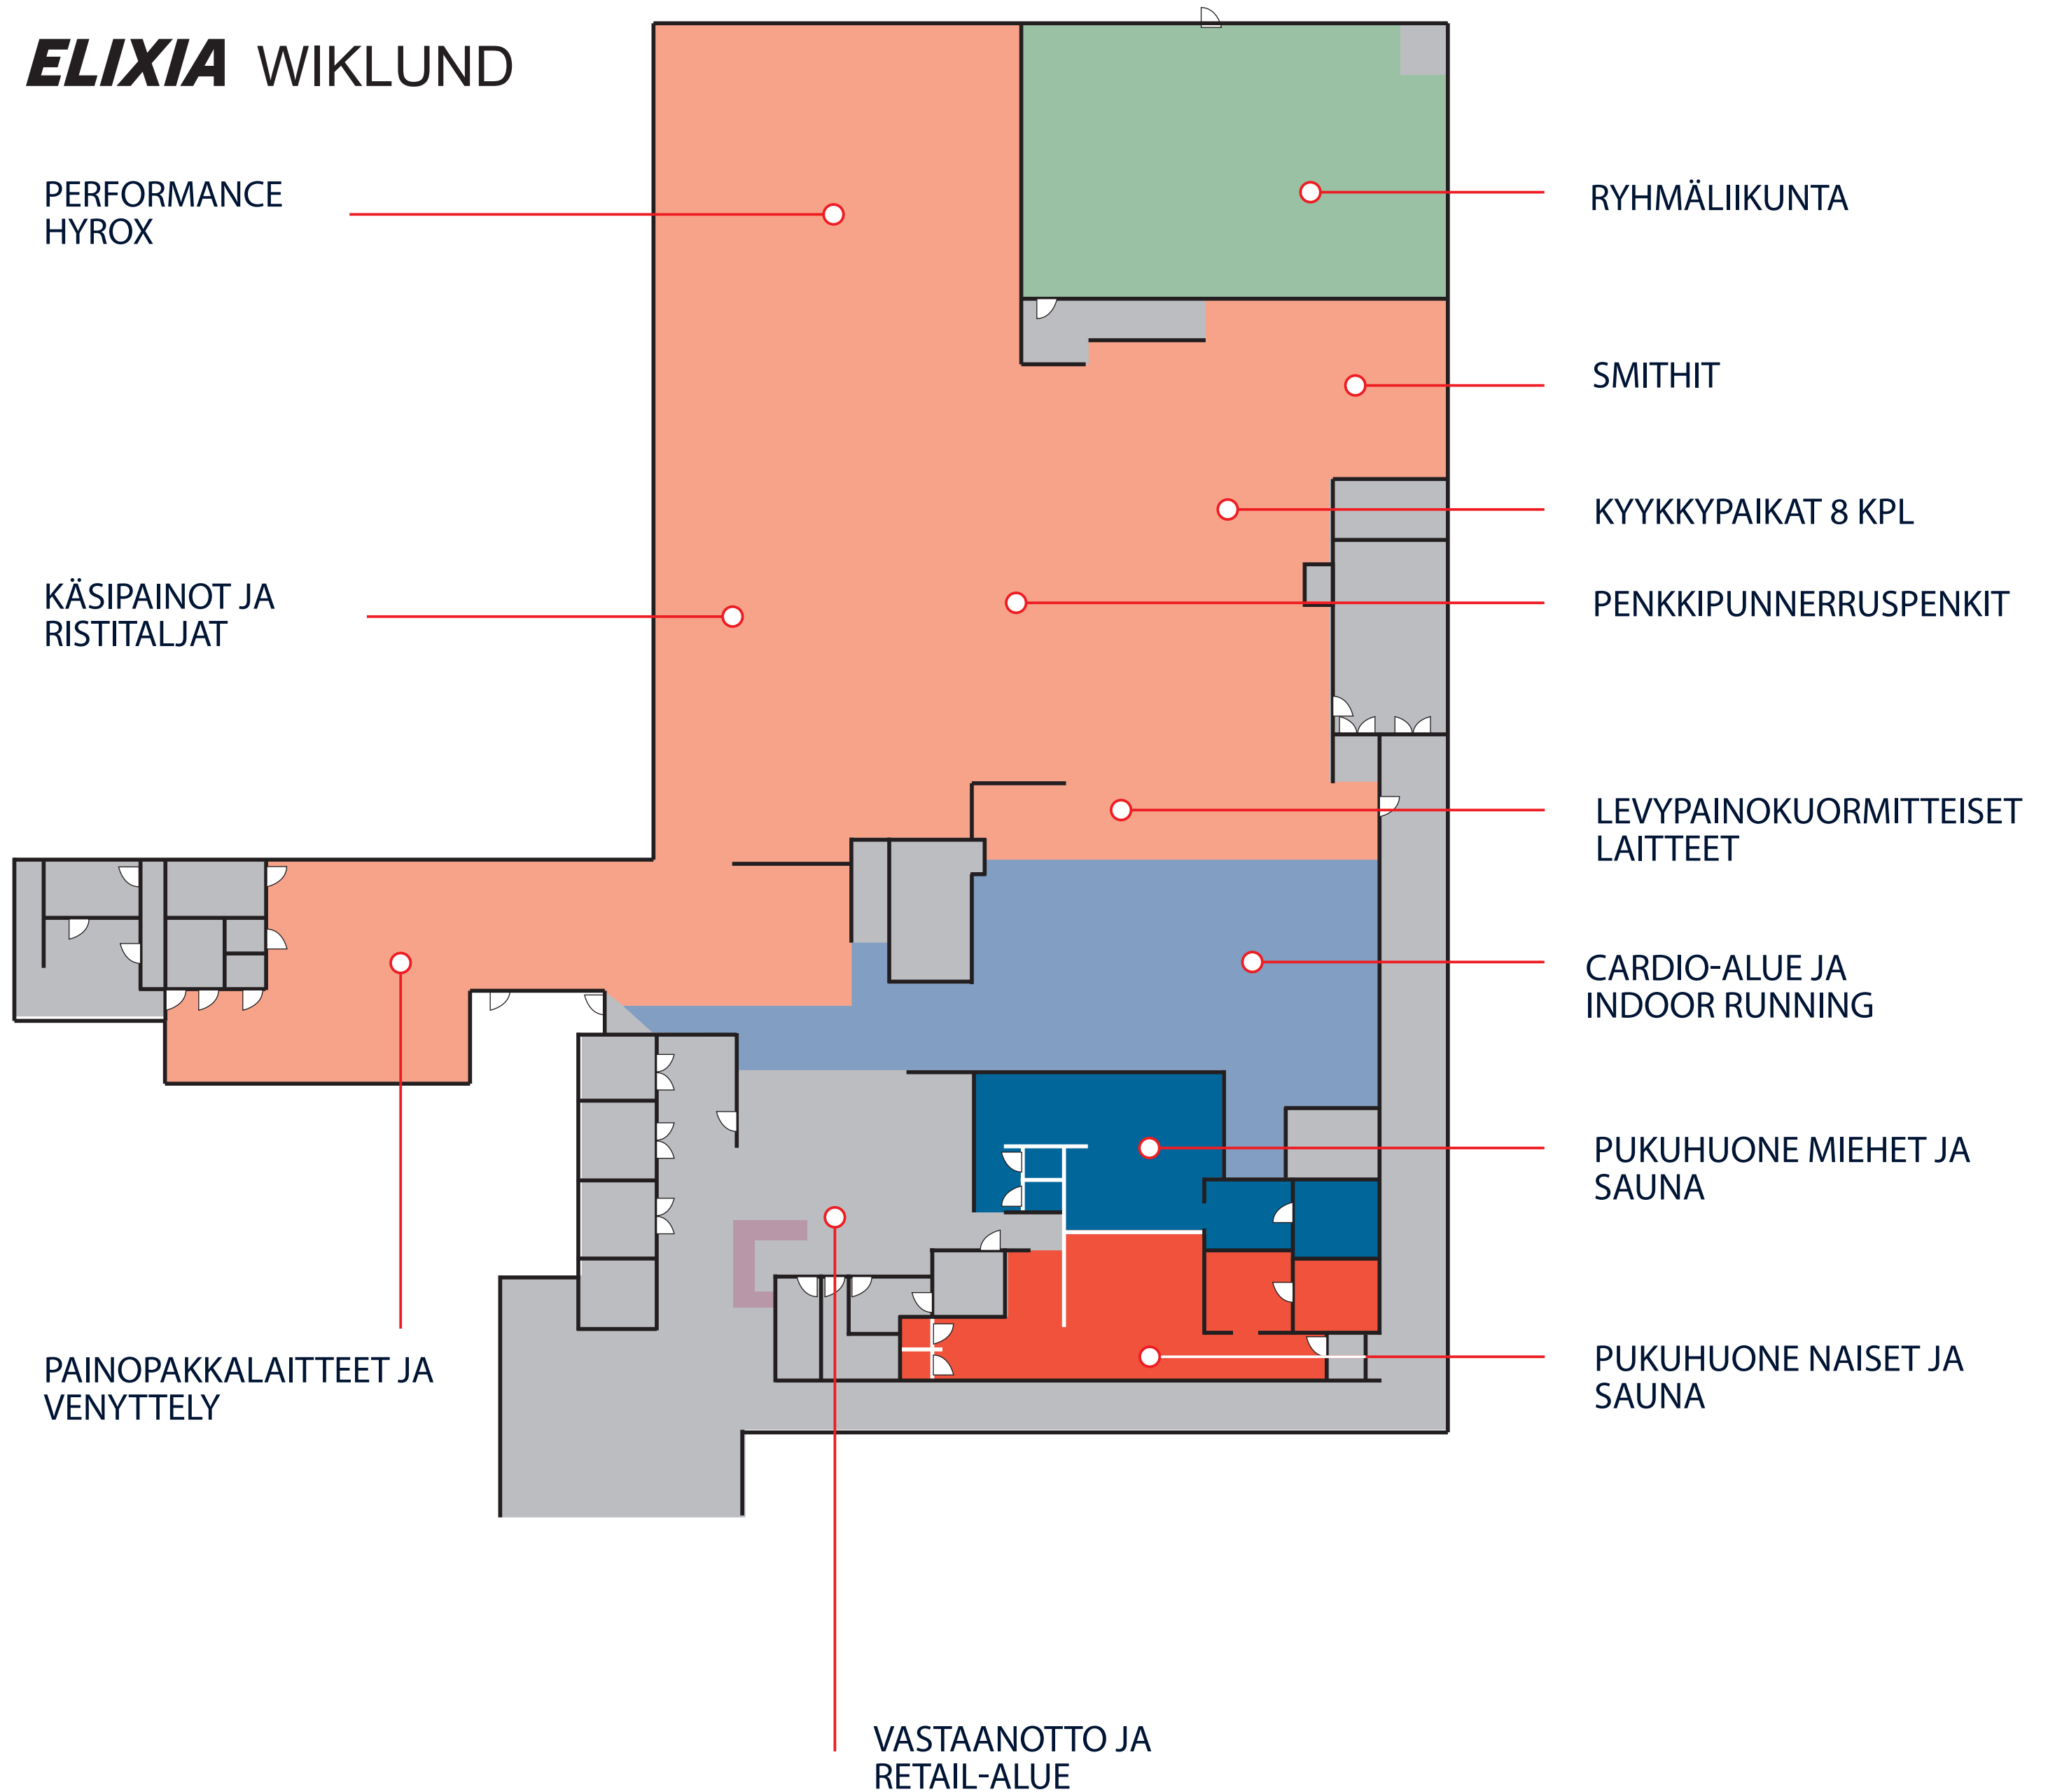 ELIXIA WIKLUND
PERFORMANCE
HYROX
KÄSIPAINOT JA
RISTITALJAT
PAINOPAKKALAITTEET JA
VENYTTELY
RYHMÄLIIKUNTA
SMITHIT
KYYKKYPAIKAT 8 KPL
PENKKIPUNNERRUSPENKIT
LEVYPAINOKUORMITTEISET
LAITTEET
CARDIO-ALUE JA
INDOOR RUNNING
PUKUHUONE MIEHET JA
SAUNA
PUKUHUONE NAISET JA
SAUNA
VASTAANOTTO JA
RETAIL-ALUE